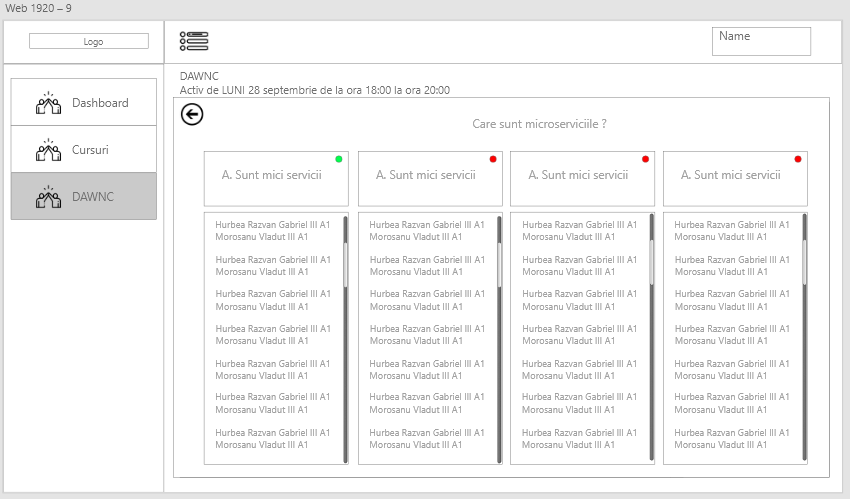 Web 1920 – 9
Logo
Name
Dashboard
Cursuri
DAWNC
DAWNC
Activ de LUNI 28 septembrie de la ora 18:00 la ora 20:00
Care sunt microserviciile ?
A. Sunt mici servicii
Hurbea Razvan Gabriel III A1
Morosanu Vladut III A1
Hurbea Razvan Gabriel III A1
Morosanu Vladut III A1
Hurbea Razvan Gabriel III A1
Morosanu Vladut III A1
Hurbea Razvan Gabriel III A1
Morosanu Vladut III A1
Hurbea Razvan Gabriel III A1
Morosanu Vladut III A1
Hurbea Razvan Gabriel III A1
Morosanu Vladut III A1
Hurbea Razvan Gabriel III A1
Morosanu Vladut III A1
A. Sunt mici servicii
Hurbea Razvan Gabriel III A1
Morosanu Vladut III A1
Hurbea Razvan Gabriel III A1
Morosanu Vladut III A1
Hurbea Razvan Gabriel III A1
Morosanu Vladut III A1
Hurbea Razvan Gabriel III A1
Morosanu Vladut III A1
Hurbea Razvan Gabriel III A1
Morosanu Vladut III A1
Hurbea Razvan Gabriel III A1
Morosanu Vladut III A1
Hurbea Razvan Gabriel III A1
Morosanu Vladut III A1
A. Sunt mici servicii
Hurbea Razvan Gabriel III A1
Morosanu Vladut III A1
Hurbea Razvan Gabriel III A1
Morosanu Vladut III A1
Hurbea Razvan Gabriel III A1
Morosanu Vladut III A1
Hurbea Razvan Gabriel III A1
Morosanu Vladut III A1
Hurbea Razvan Gabriel III A1
Morosanu Vladut III A1
Hurbea Razvan Gabriel III A1
Morosanu Vladut III A1
Hurbea Razvan Gabriel III A1
Morosanu Vladut III A1
A. Sunt mici servicii
Hurbea Razvan Gabriel III A1
Morosanu Vladut III A1
Hurbea Razvan Gabriel III A1
Morosanu Vladut III A1
Hurbea Razvan Gabriel III A1
Morosanu Vladut III A1
Hurbea Razvan Gabriel III A1
Morosanu Vladut III A1
Hurbea Razvan Gabriel III A1
Morosanu Vladut III A1
Hurbea Razvan Gabriel III A1
Morosanu Vladut III A1
Hurbea Razvan Gabriel III A1
Morosanu Vladut III A1